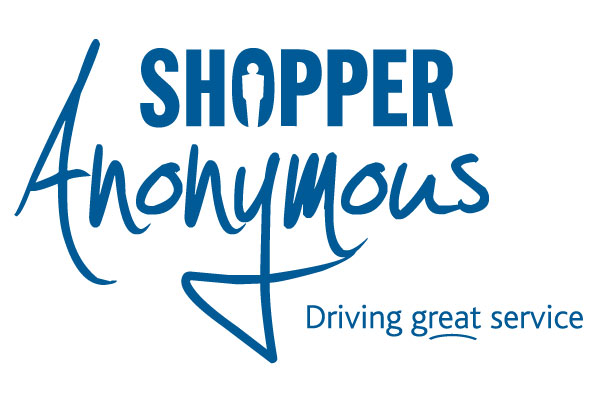 SHOPPER
Anonymous
Driving great service